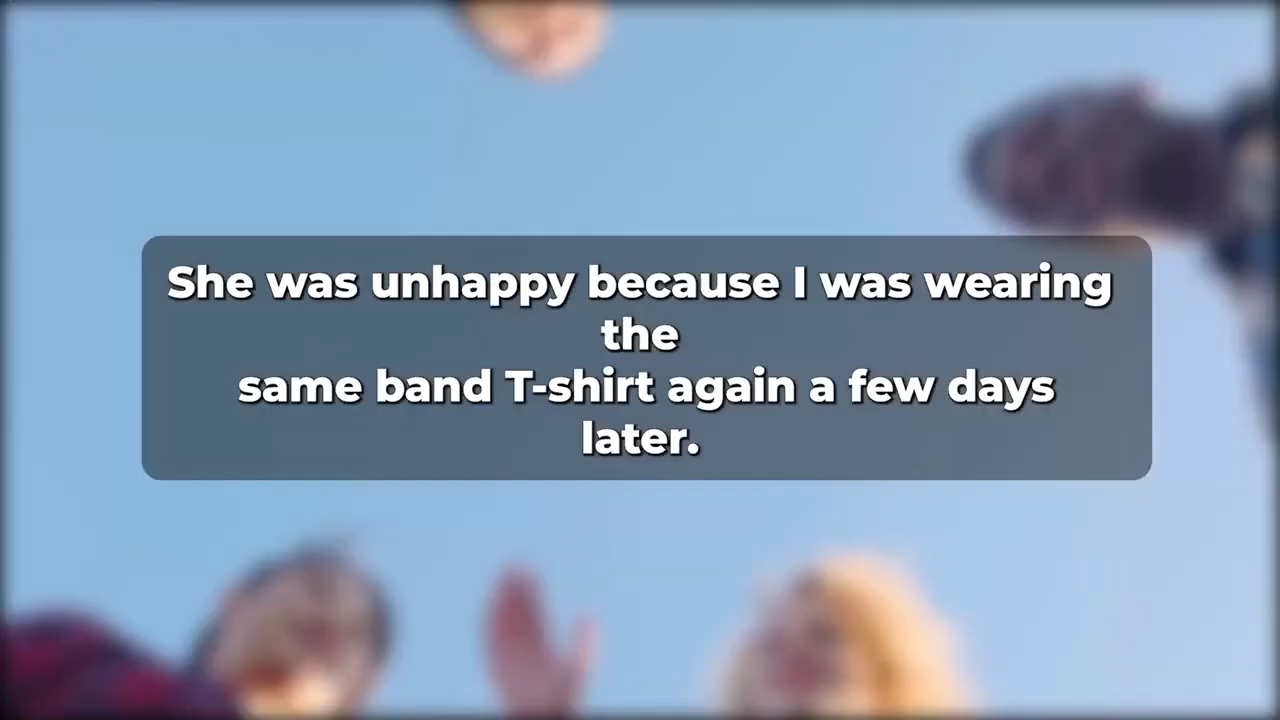 She was unhappy because I was wearing
the
same band T-shirt again a few days
later.